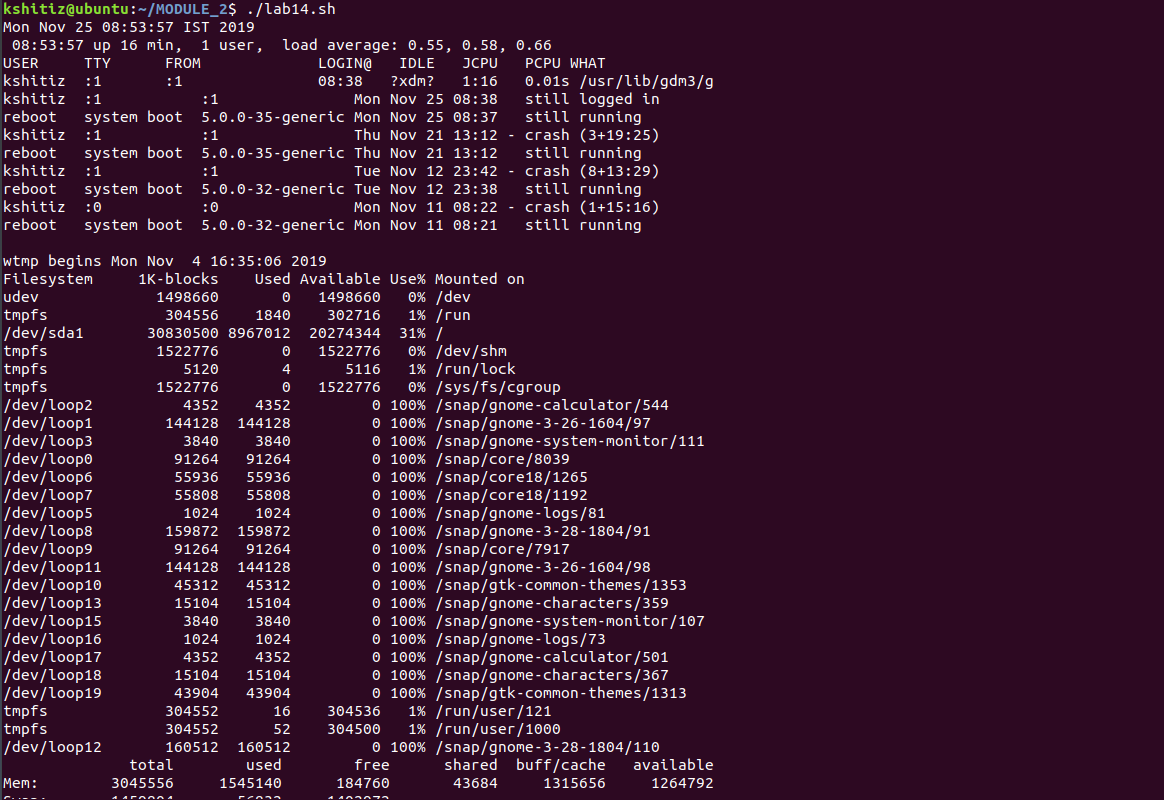 kshitiz@ubuntu:~/MODULE_2$ ./lab14.sh
Mon Nov 25 08:53:57 IST 2019
 08:53:57 up 16 min,  1 user,  load average: 0.55, 0.58, 0.66
USER     TTY      FROM             LOGIN@   IDLE   JCPU   PCPU WHAT
kshitiz  :1       :1               08:38   ?xdm?   1:16   0.01s /usr/lib/gdm3/g
kshitiz  :1           :1               Mon Nov 25 08:38   still logged in
reboot   system boot  5.0.0-35-generic Mon Nov 25 08:37   still running
kshitiz  :1           :1               Thu Nov 21 13:12 - crash (3+19:25)
reboot   system boot  5.0.0-35-generic Thu Nov 21 13:12   still running
kshitiz  :1           :1               Tue Nov 12 23:42 - crash (8+13:29)
reboot   system boot  5.0.0-32-generic Tue Nov 12 23:38   still running
kshitiz  :0           :0               Mon Nov 11 08:22 - crash (1+15:16)
reboot   system boot  5.0.0-32-generic Mon Nov 11 08:21   still running

wtmp begins Mon Nov  4 16:35:06 2019
Filesystem     1K-blocks    Used Available Use% Mounted on
udev             1498660       0   1498660   0% /dev
tmpfs             304556    1840    302716   1% /run
/dev/sda1       30830500 8967012  20274344  31% /
tmpfs            1522776       0   1522776   0% /dev/shm
tmpfs               5120       4      5116   1% /run/lock
tmpfs            1522776       0   1522776   0% /sys/fs/cgroup
/dev/loop2          4352    4352         0 100% /snap/gnome-calculator/544
/dev/loop1        144128  144128         0 100% /snap/gnome-3-26-1604/97
/dev/loop3          3840    3840         0 100% /snap/gnome-system-monitor/111
/dev/loop0         91264   91264         0 100% /snap/core/8039
/dev/loop6         55936   55936         0 100% /snap/core18/1265
/dev/loop7         55808   55808         0 100% /snap/core18/1192
/dev/loop5          1024    1024         0 100% /snap/gnome-logs/81
/dev/loop8        159872  159872         0 100% /snap/gnome-3-28-1804/91
/dev/loop9         91264   91264         0 100% /snap/core/7917
/dev/loop11       144128  144128         0 100% /snap/gnome-3-26-1604/98
/dev/loop10        45312   45312         0 100% /snap/gtk-common-themes/1353
/dev/loop13        15104   15104         0 100% /snap/gnome-characters/359
/dev/loop15         3840    3840         0 100% /snap/gnome-system-monitor/107
/dev/loop16         1024    1024         0 100% /snap/gnome-logs/73
/dev/loop17         4352    4352         0 100% /snap/gnome-calculator/501
/dev/loop18        15104   15104         0 100% /snap/gnome-characters/367
/dev/loop19        43904   43904         0 100% /snap/gtk-common-themes/1313
tmpfs             304552      16    304536   1% /run/user/121
tmpfs             304552      52    304500   1% /run/user/1000
/dev/loop12       160512  160512         0 100% /snap/gnome-3-28-1804/110
              total        used        free      shared  buff/cache   available
Mem:        3045556     1545140      184760       43684     1315656     1264792